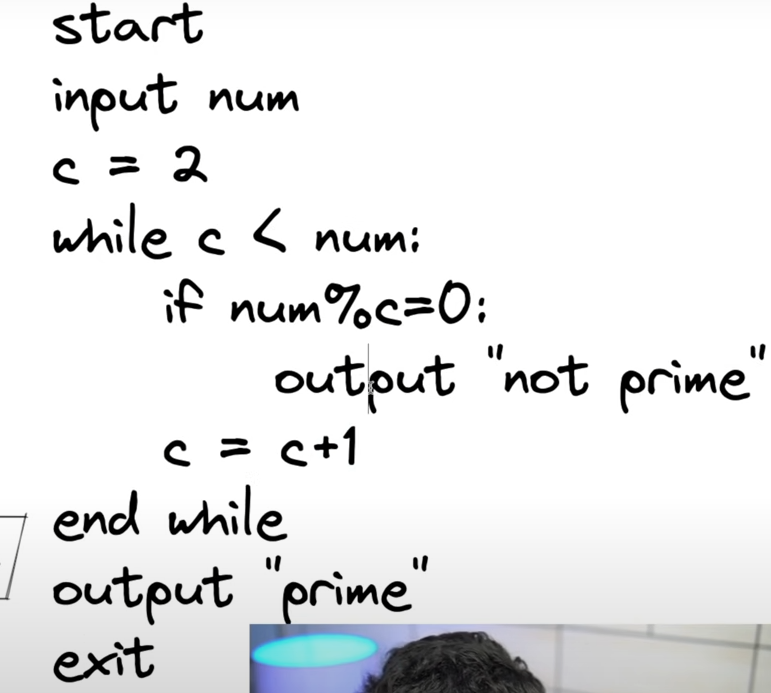 start
input num
c = 2
while c < num:
if num%c=0:
output "not prime"
c = c+1
end while
output "prime"
exit